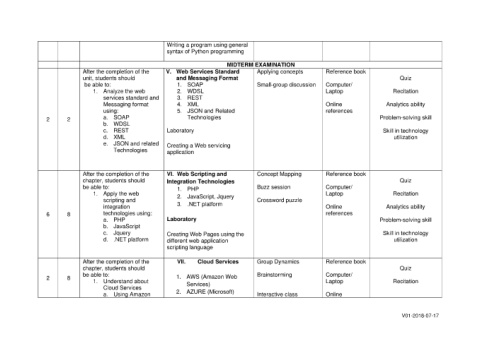 Writing a program using general
syntax of Python programming
MIDTERM EXAMINATION
2
2
After the completion of the
unit, students should
be able to:
1. Analyze the web
services standard and
Messaging format
using:
a. SOAP
b. WDSL
c. REST
d. XML
e. JSON and related
Technologies
V. Web Services Standard
and Messaging Format
1. SOAP
2. WDSL
3. REST
4. XML
5. JSON and Related
Technologies
Laboratory
Creating a Web servicing
application
Applying concepts
Small-group discussion
Reference book
Computer/
Laptop
Online
references
Quiz
Recitation
Analytics ability
Problem-solving skill
Skill in technology
utilization
6
8
After the completion of the
chapter, students should
be able to:
1. Apply the web
scripting and
integration
technologies using:
a. PHP
b. JavaScript
c. Jquery
d. .NET platform
VI. Web Scripting and
Integration Technologies
1. PHP
2. JavaScript, Jquery
3. .NET platform
Laboratory
Creating Web Pages using the
different web application
scripting language
Concept Mapping
Buzz session
Crossword puzzle
Reference book
Computer/
Laptop
Online
references
Quiz
Recitation
Analytics ability
Problem-solving skill
Skill in technology
utilization
2
8
After the completion of the
chapter, students should
be able to:
1. Understand about
Cloud Services
a. Using Amazon
VII. Cloud Services
1. AWS (Amazon Web
Services)
2. AZURE (Microsoft)
Group Dynamics
Brainstorming
Interactive class
Reference book
Computer/
Laptop
Online
Quiz
Recitation
V01-2018-07-17